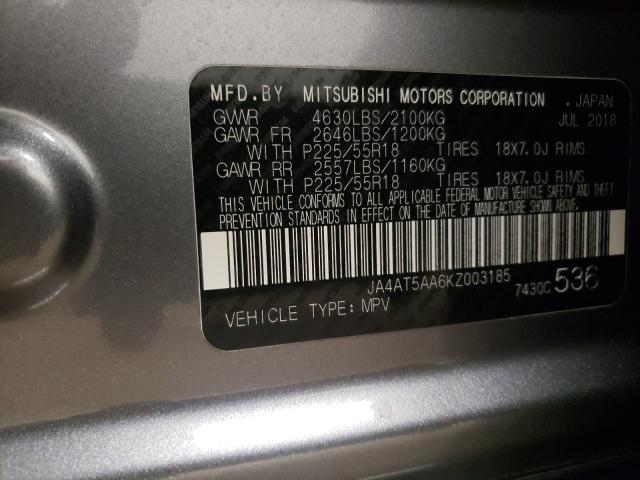 MFD.BY MITSUBISHI MOTORS CORPORATION . JAPAN
GVWR 4630LBS/2100KG JUL 2018
GAWR FR 2646LBS/1200KG
WITH P225/55R18 TIRES 18X7.0J RIMS
GAWR RR 2557LBS/1160KG
WITH P225/55R18 TIRES 18X7.0J RIMS
THIS VEHICLE CONFORMS TO ALL APPLICABLE FEDERAL MOTOR VEHICLE SAFETY AND THEFT
PREVENTION STANDARDS IN EFFECT ON THE DATE OF MANUFACTURE SHOWN ABOVE.
JA4AT5AA6KZ003185
7430C 536
VEHICLE TYPE: MPV